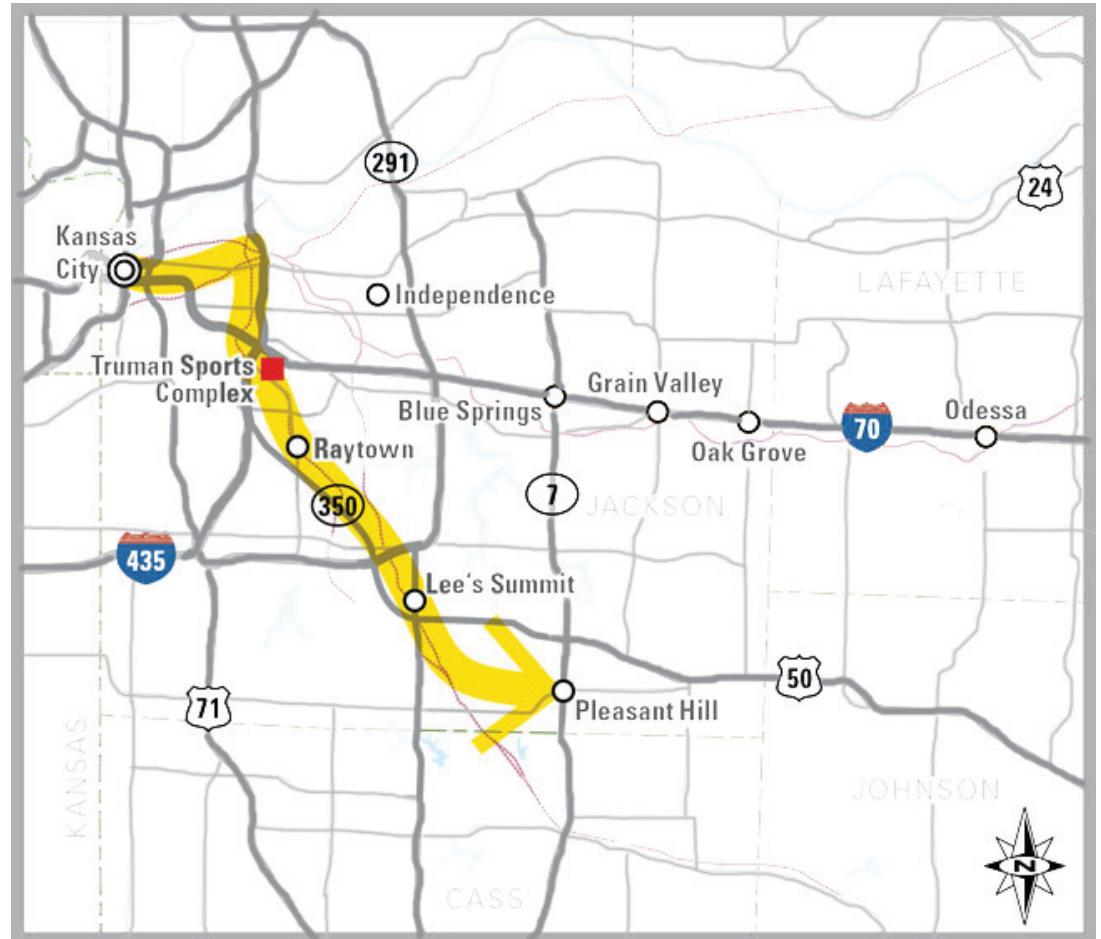 291
24
Kansas
City
LAFAYETTE
Independence
Truman Sports
Complex
Grain Valley
Blue Springs
70
Odessa
Oak Grove
Raytown
350
7
JACKSON
435
Lee's Summit
50
71
Pleasant Hill
KANSAS
JOHNSON
CASS
N